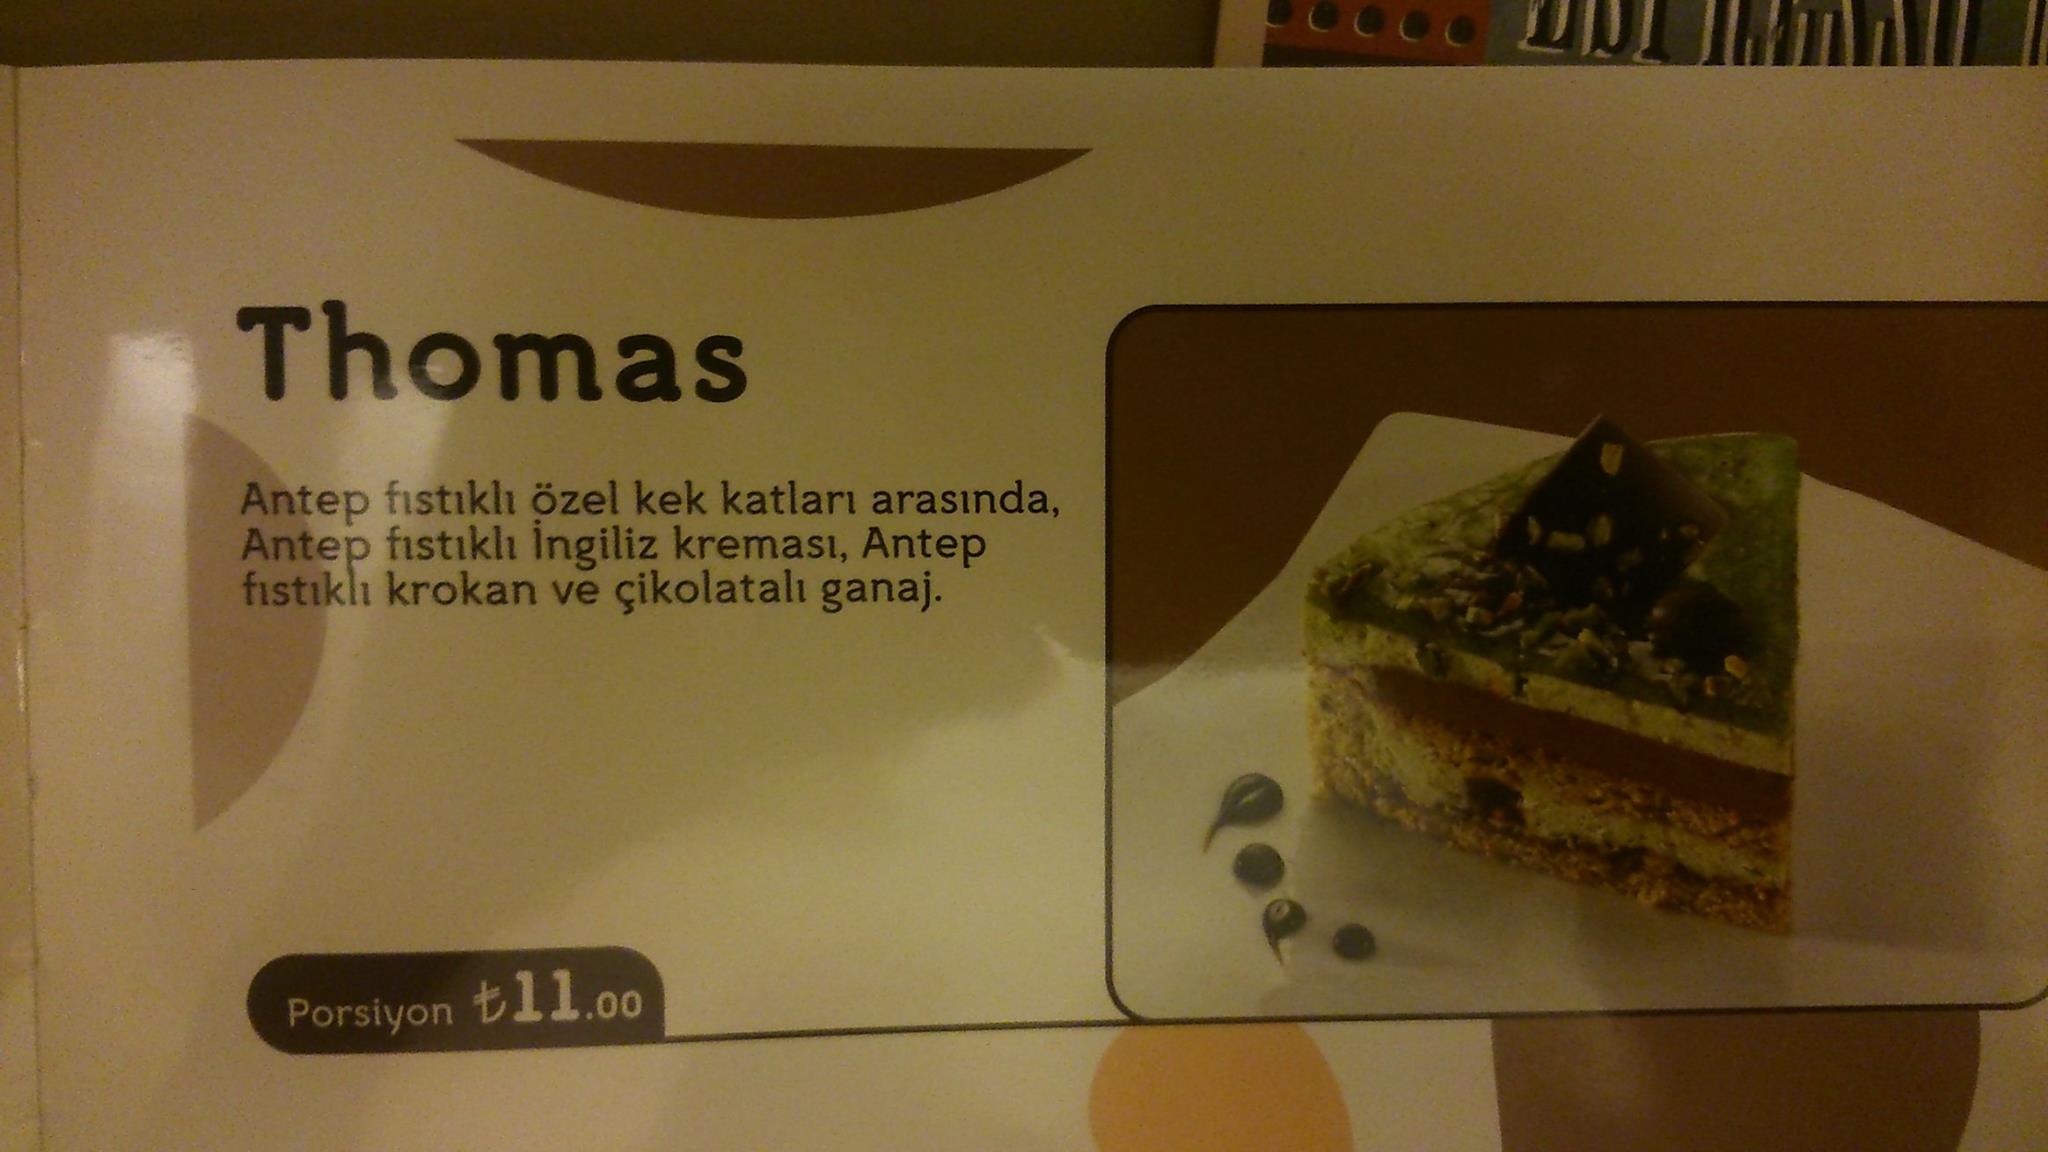 Thomas
Antep fıstıklı özel kek katları arasında,
Antep fıstıklı İngiliz kreması, Antep
fıstıklı krokan ve çikolatalı ganaj.
Porsiyon ₺11.00